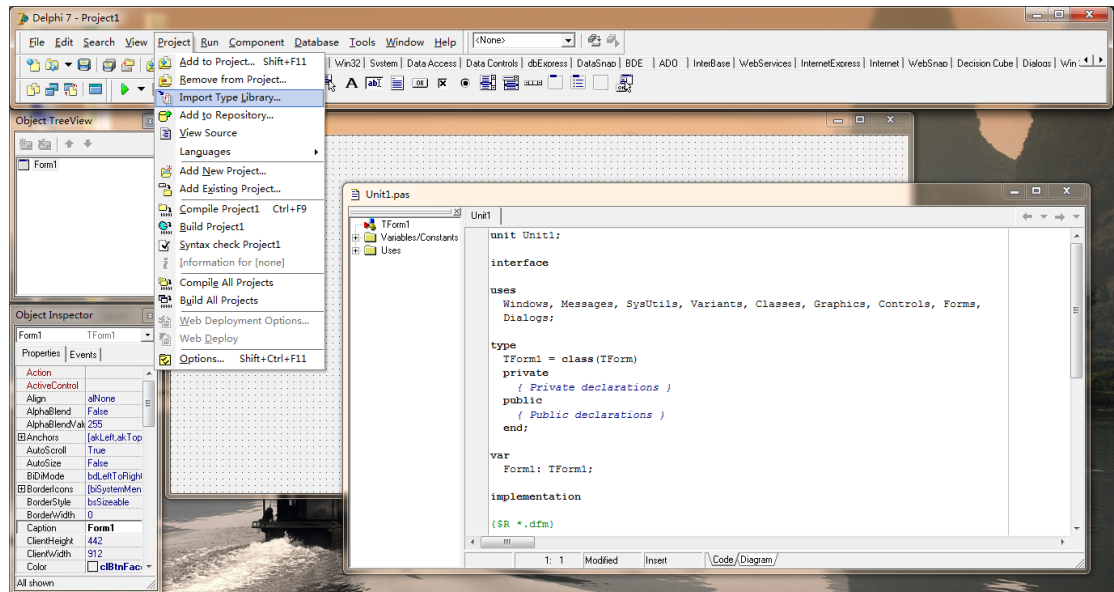 Delphi 7 - Project1
File Edit Search View Project Run Component Database Tools Window Help <None>
Win32 System Data Access Data Controls dbExpress DataSnap BDE ADO InterBase WebServices InternetExpress Internet WebSnap Decision Cube Dialogs Win
Add to Project... Shift+F11
Remove from Project...
Import Type Library...
Add to Repository...
View Source
Languages
Add New Project...
Add Existing Project...
Compile Project1 Ctrl+F9
Build Project1
Syntax check Project1
Information for [none]
Compile All Projects
Build All Projects
Web Deployment Options...
Web Deploy
Options... Shift+Ctrl+F11
Object TreeView
Form1
Object Inspector
Form1 TForm1
Properties Events
Action
ActiveControl
Align alNone
AlphaBlend False
AlphaBlendVal 255
Anchors [akLeft,akTop
AutoScroll True
AutoSize False
BiDiMode bdLeftToRight
BorderIcons [biSystemMen
BorderStyle bsSizeable
BorderWidth 0
Caption Form1
ClientHeight 442
ClientWidth 912
Color clBtnFac
All shown
Unit1.pas
TForm1
Variables/Constants
Uses
Unit1
unit Unit1;
interface
uses
Windows, Messages, SysUtils, Variants, Classes, Graphics, Controls, Forms,
Dialogs;
type
TForm1 = class(TForm)
private
{ Private declarations }
public
{ Public declarations }
end;
var
Form1: TForm1;
implementation
{$R *.dfm}
1: 1 Modified Insert Code Diagram